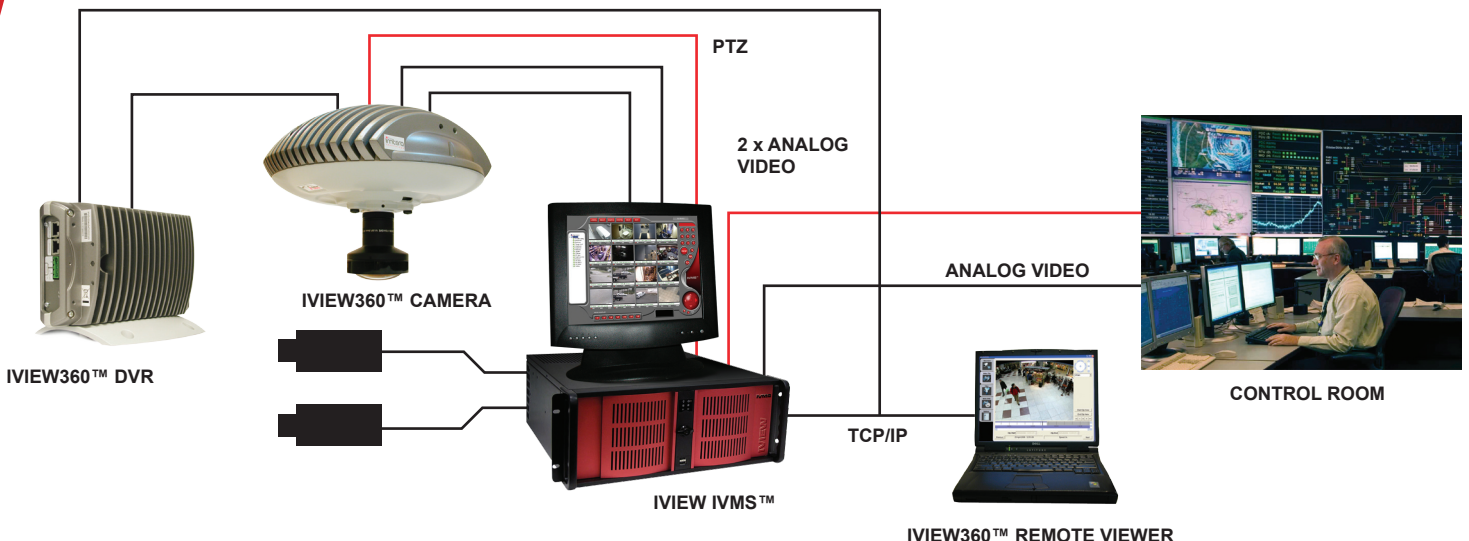 PTZ
2 x ANALOG
VIDEO
ANALOG VIDEO
IVIEW360™ CAMERA
IVIEW360™ DVR
CONTROL ROOM
TCP/IP
IVIEW
IVIEW IVMS™
IVIEW360™ REMOTE VIEWER